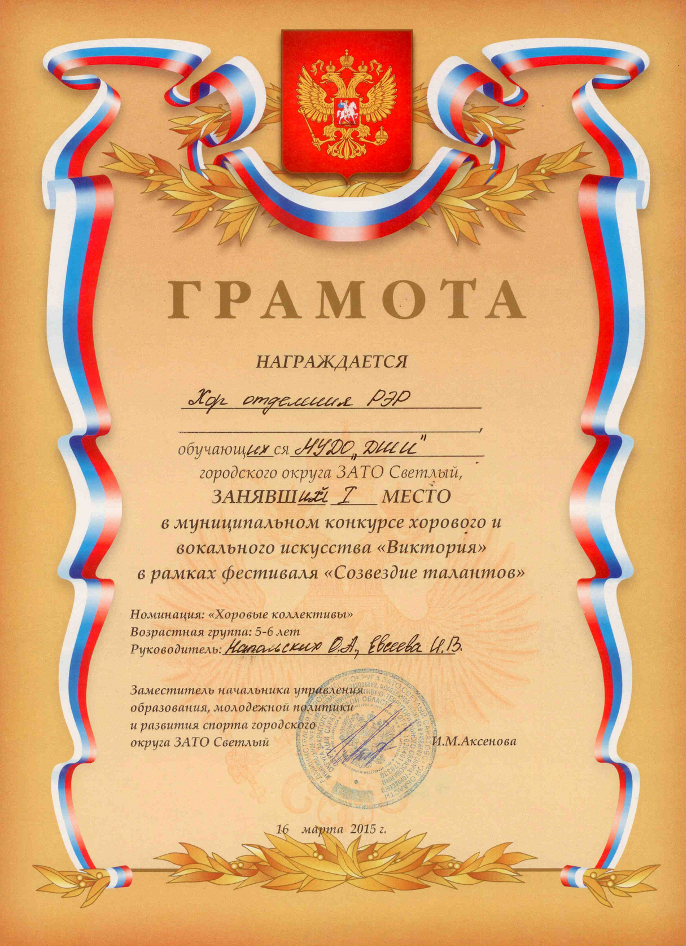 ГРАМОТА
НАГРАЖДАЕТСЯ
Хор отделения РЭР
,
обучающихся МУДО „ДШИ"
городского округа ЗАТО Светлый,
ЗАНЯВШИЙ I МЕСТО
в муниципальном конкурсе хорового и
вокального искусства «Виктория»
в рамках фестиваля «Созвездие талантов»
Номинация: «Хоровые коллективы»
Возрастная группа: 5-6 лет
Руководитель: Напольских О.А, Евсеева И.В.
Заместитель начальника управления
образования, молодежной политики
и развития спорта городского
округа ЗАТО Светлый И.М.Аксенова
16 марта 2015 г.